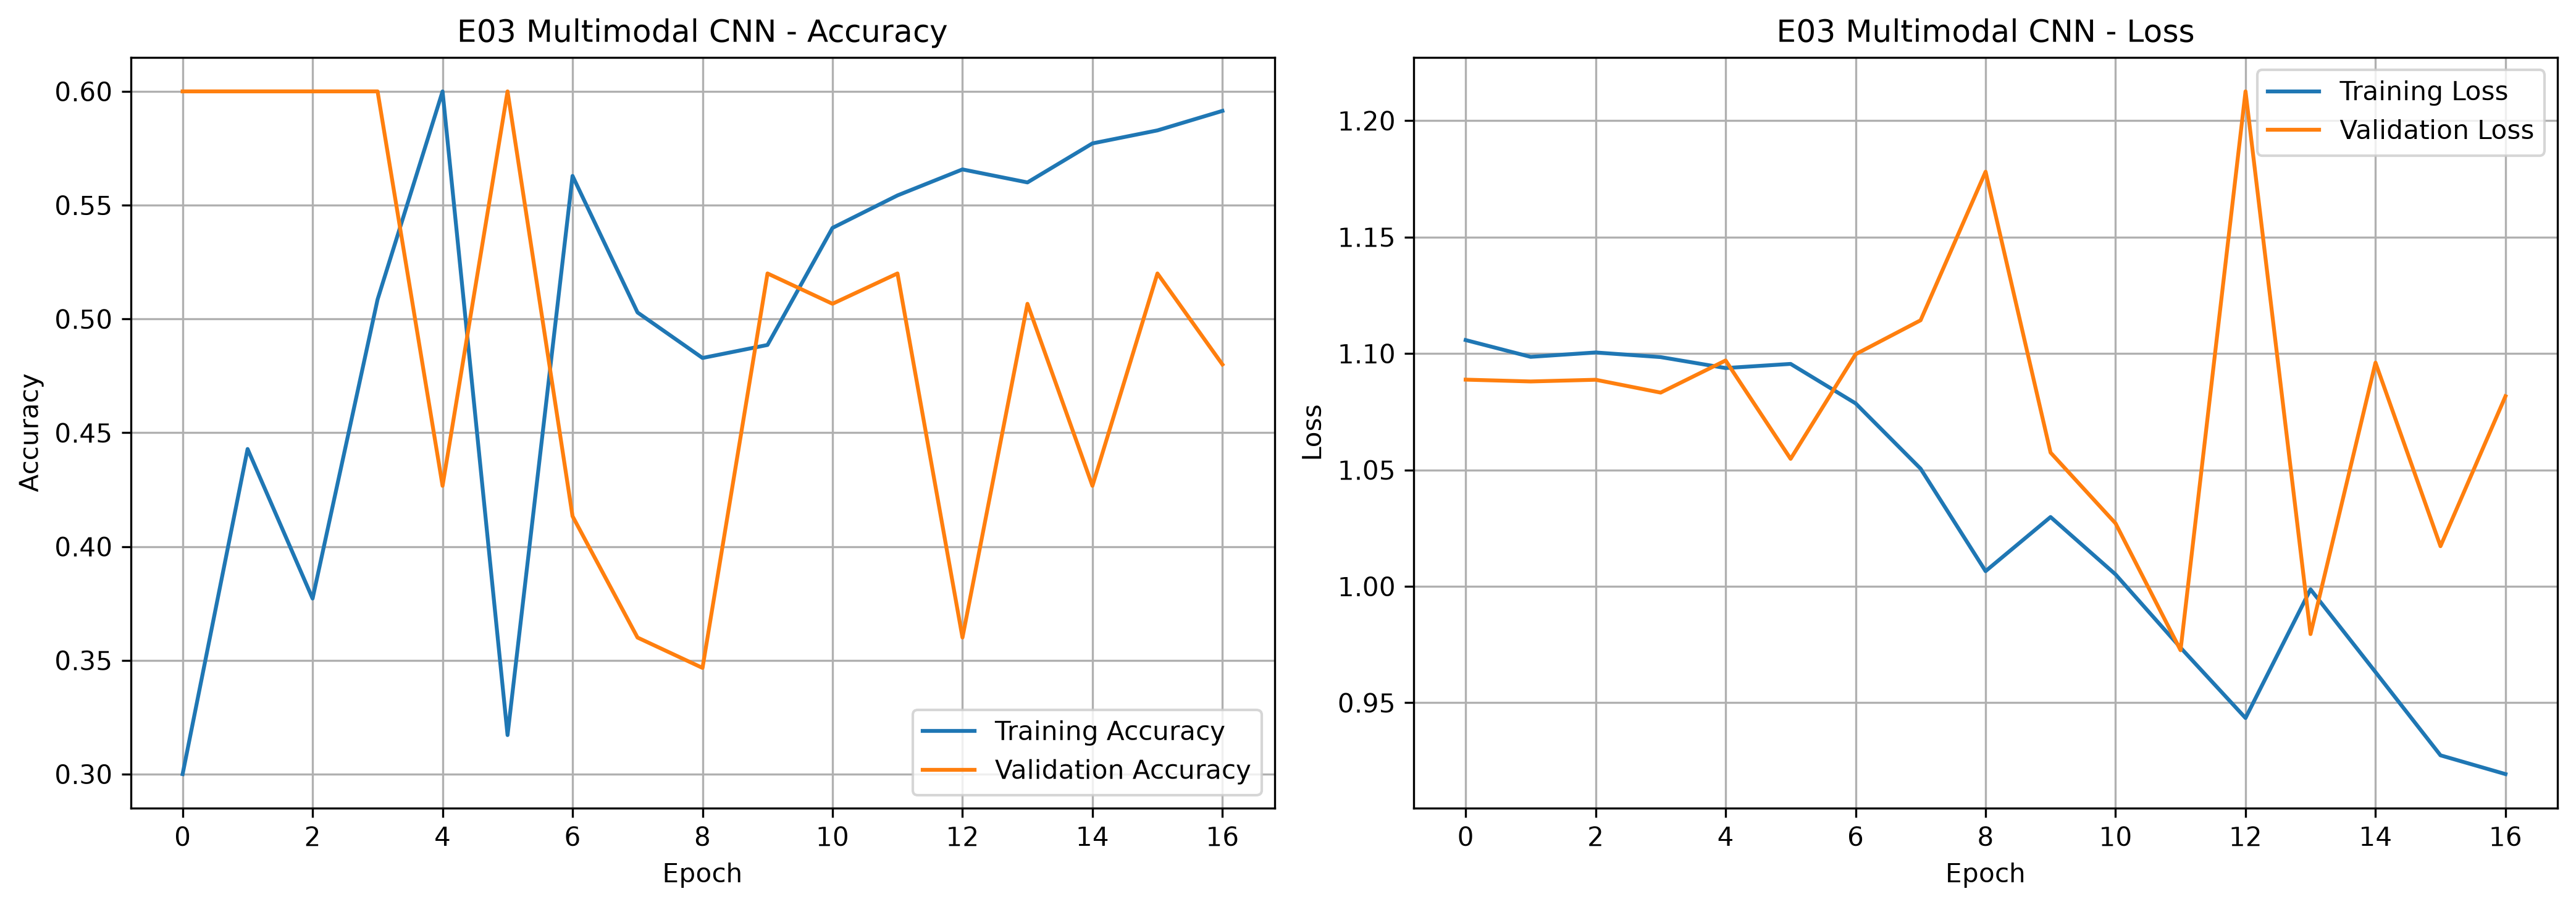 E03 Multimodal CNN - Accuracy
Accuracy
0.60
0.55
0.50
0.45
0.40
0.35
0.30
0 2 4 6 8 10 12 14 16
Epoch
Training Accuracy
Validation Accuracy
E03 Multimodal CNN - Loss
Loss
1.20
1.15
1.10
1.05
1.00
0.95
0 2 4 6 8 10 12 14 16
Epoch
Training Loss
Validation Loss